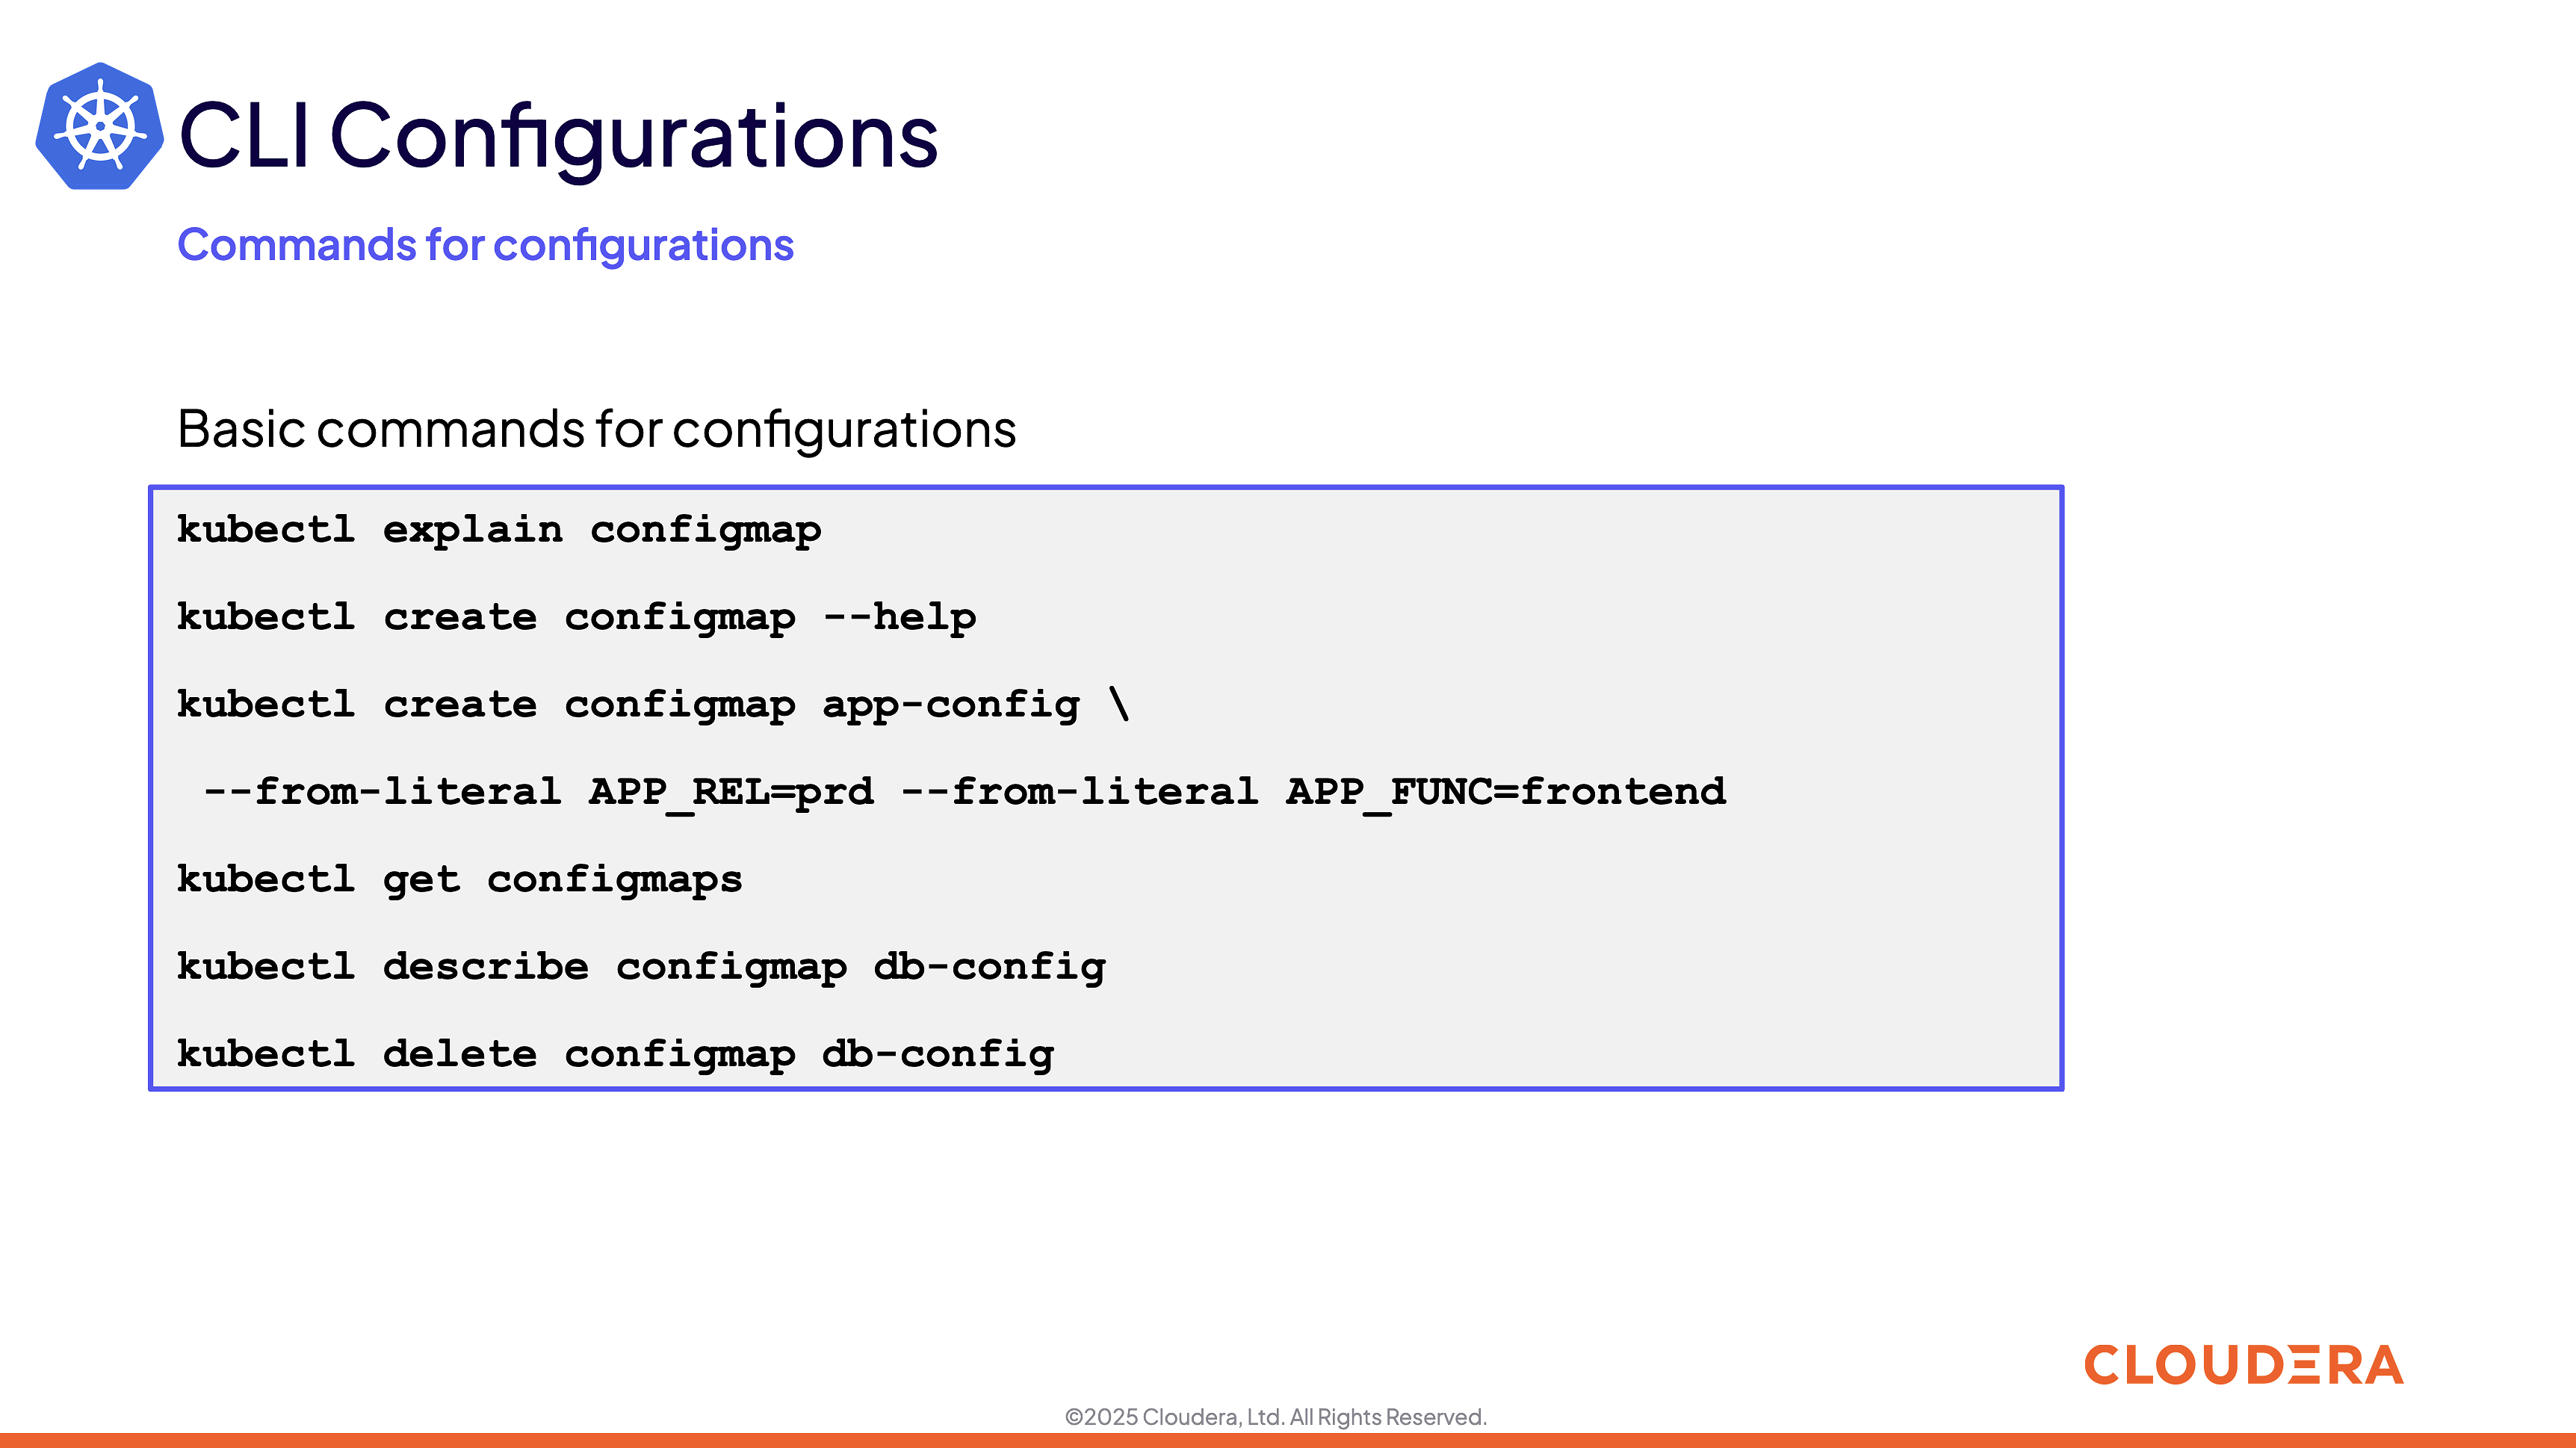 CLI Configurations
Commands for configurations
Basic commands for configurations
kubectl explain configmap
kubectl create configmap --help
kubectl create configmap app-config \
--from-literal APP_REL=prd --from-literal APP_FUNC=frontend
kubectl get configmaps
kubectl describe configmap db-config
kubectl delete configmap db-config
CLOUDERA
©2025 Cloudera, Ltd. All Rights Reserved.